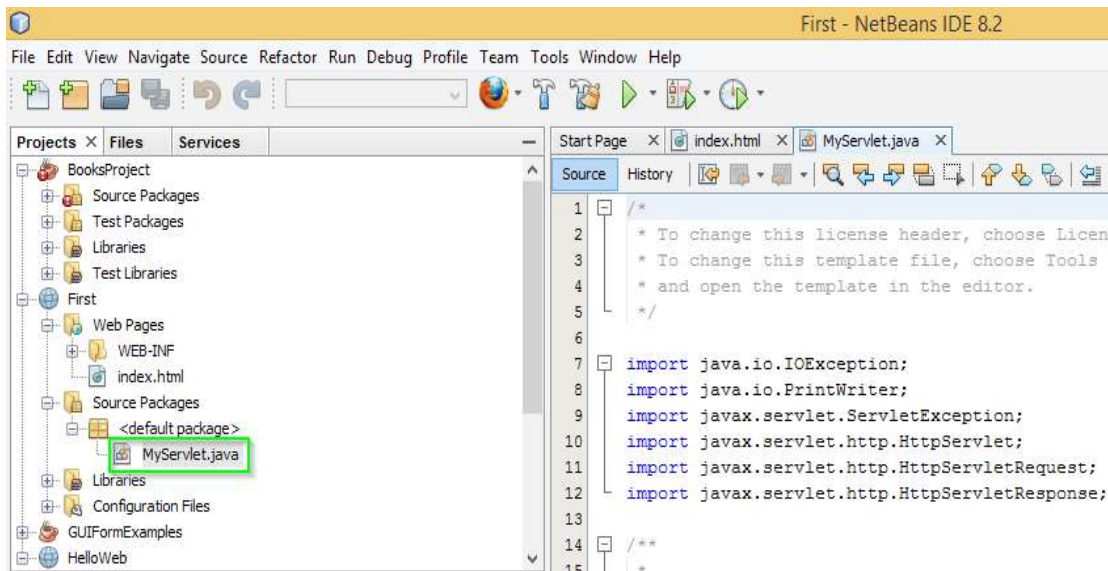 First - NetBeans IDE 8.2
File Edit View Navigate Source Refactor Run Debug Profile Team Tools Window Help
Projects Files Services
BooksProject
Source Packages
Test Packages
Libraries
Test Libraries
First
Web Pages
WEB-INF
index.html
Source Packages
<default package>
MyServlet.java
Libraries
Configuration Files
GUIFormExamples
HelloWeb
Start Page index.html MyServlet.java
Source History
1 /*
2 * To change this license header, choose Licen
3 * To change this template file, choose Tools
4 * and open the template in the editor.
5 */
6
7 import java.io.IOException;
8 import java.io.PrintWriter;
9 import javax.servlet.ServletException;
10 import javax.servlet.http.HttpServlet;
11 import javax.servlet.http.HttpServletRequest;
12 import javax.servlet.http.HttpServletResponse;
13
14 /**
15 *